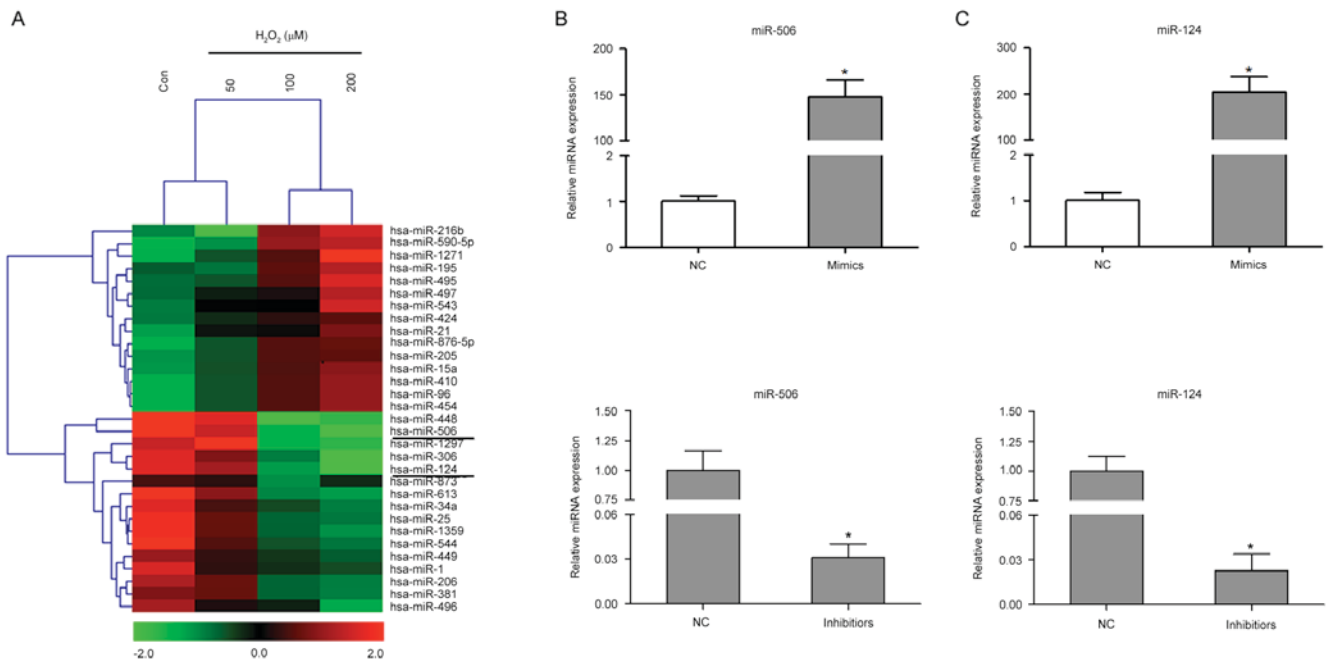 A
H2O2 (μM)
Con
50
100
200
hsa-miR-216b
hsa-miR-590-5p
hsa-miR-1271
hsa-miR-195
hsa-miR-495
hsa-miR-497
hsa-miR-543
hsa-miR-424
hsa-miR-21
hsa-miR-876-5p
hsa-miR-205
hsa-miR-15a
hsa-miR-410
hsa-miR-96
hsa-miR-454
hsa-miR-448
hsa-miR-506
hsa-miR-1297
hsa-miR-306
hsa-miR-124
hsa-miR-873
hsa-miR-613
hsa-miR-34a
hsa-miR-25
hsa-miR-1359
hsa-miR-544
hsa-miR-449
hsa-miR-1
hsa-miR-206
hsa-miR-381
hsa-miR-496
-2.0
0.0
2.0
B
miR-506
Relative miRNA expression
200
150
100
2
1
0
*
NC
Mimics
miR-506
Relative miRNA expression
1.50
1.25
1.00
0.75
0.06
0.03
0.00
*
NC
Inhibitiors
C
miR-124
Relative miRNA expression
300
200
100
2
1
0
*
NC
Mimics
miR-124
Relative miRNA expression
1.50
1.25
1.00
0.75
0.06
0.03
0.00
*
NC
Inhibitiors